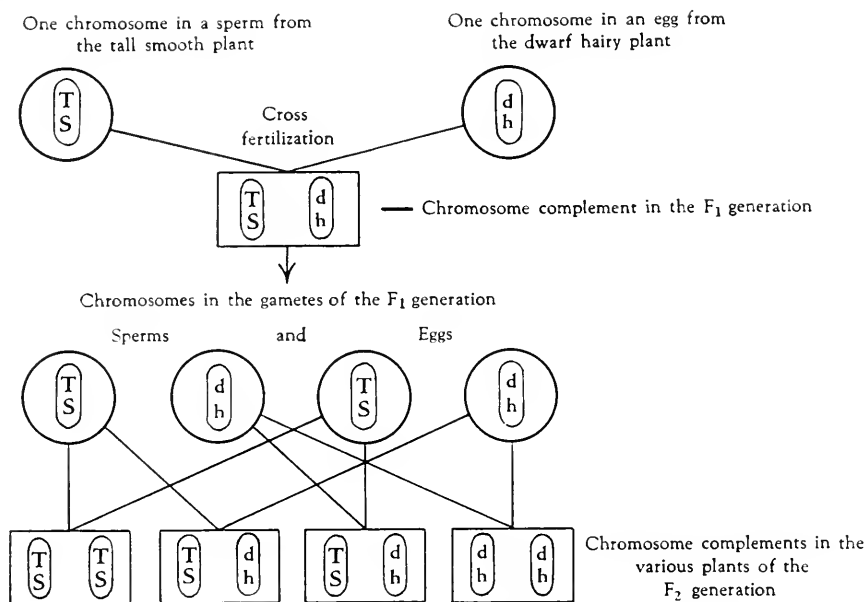 One chromosome in a sperm from
the tall smooth plant
One chromosome in an egg from
the dwarf hairy plant
T
S
d
h
Cross
fertilization
T
S
d
h
Chromosome complement in the F₁ generation
Chromosomes in the gametes of the F₁ generation
Sperms and Eggs
T
S
d
h
T
S
d
h
T
S
T
S
T
S
d
h
T
S
d
h
d
h
d
h
Chromosome complements in the
various plants of the
F₂ generation